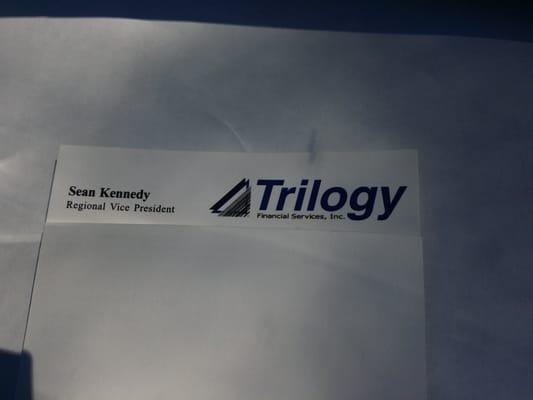 Sean Kennedy
Regional Vice President
Trilogy
Financial Services, Inc.